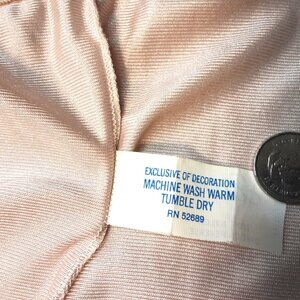 EXCLUSIVE OF DECORATION
MACHINE WASH WARM
TUMBLE DRY
RN 52689